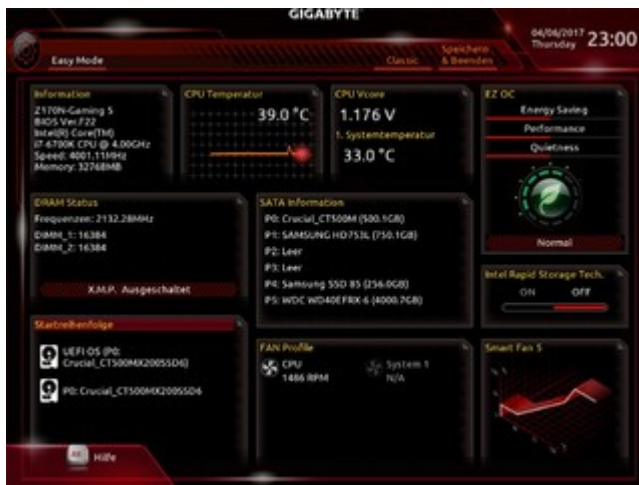 GIGABYTE
04/06/2017
Thursday
23:00
Easy Mode
Classic
Speichern
& Beenden
Information
Z170N-Gaming 5
BIOS Ver.F22
Intel(R) Core(TM)
i7-6700K CPU @ 4.00GHz
Speed: 4001.11MHz
Memory: 32768MB
CPU Temperatur
39.0 °C
CPU Vcore
1.176 V
1. Systemtemperatur
33.0 °C
EZ OC
Energy Saving
Performance
Quietness
Normal
DRAM Status
Frequenzen: 2132.28MHz
DIMM_1: 16384
DIMM_2: 16384
X.M.P. Ausgeschaltet
SATA Information
P0: Crucial_CT500M (500.1GB)
P1: SAMSUNG HD753L (750.1GB)
P2: Leer
P3: Leer
P4: Samsung SSD 85 (256.0GB)
P5: WDC WD40EFRX-6 (4000.7GB)
Intel Rapid Storage Tech.
ON OFF
Startreihenfolge
UEFI OS (P0:
Crucial_CT500MX200SSD6)
P0: Crucial_CT500MX200SSD6
FAN Profile
CPU
1486 RPM
System 1
N/A
Smart Fan 5
Hilfe